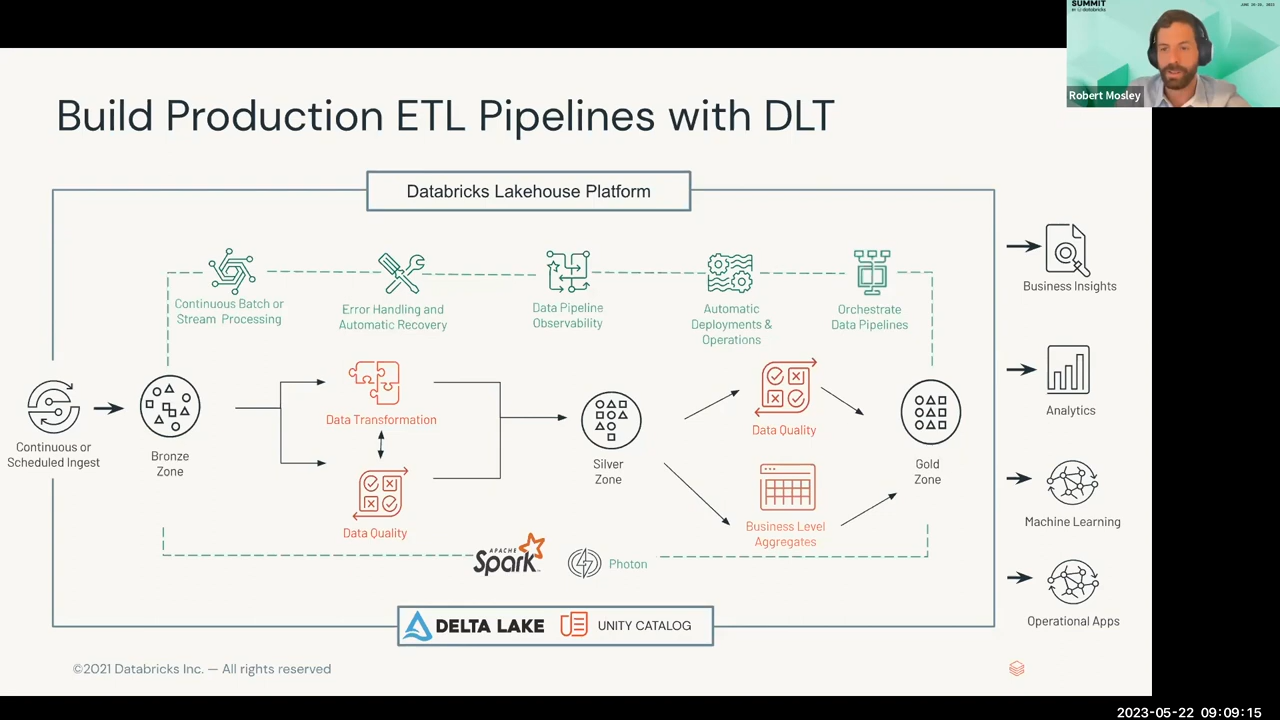 SUMMIT
BY databricks
Robert Mosley
Build Production ETL Pipelines with DLT
Databricks Lakehouse Platform
Continuous Batch or
Stream Processing
Error Handling and
Automatic Recovery
Data Pipeline
Observability
Automatic
Deployments &
Operations
Orchestrate
Data Pipelines
Business Insights
Continuous or
Scheduled Ingest
Bronze
Zone
Data Transformation
Data Quality
Silver
Zone
Data Quality
Business Level
Aggregates
Gold
Zone
Analytics
Machine Learning
Operational Apps
APACHE
Spark
Photon
DELTA LAKE
UNITY CATALOG
©2021 Databricks Inc. — All rights reserved
2023-05-22 09:09:15